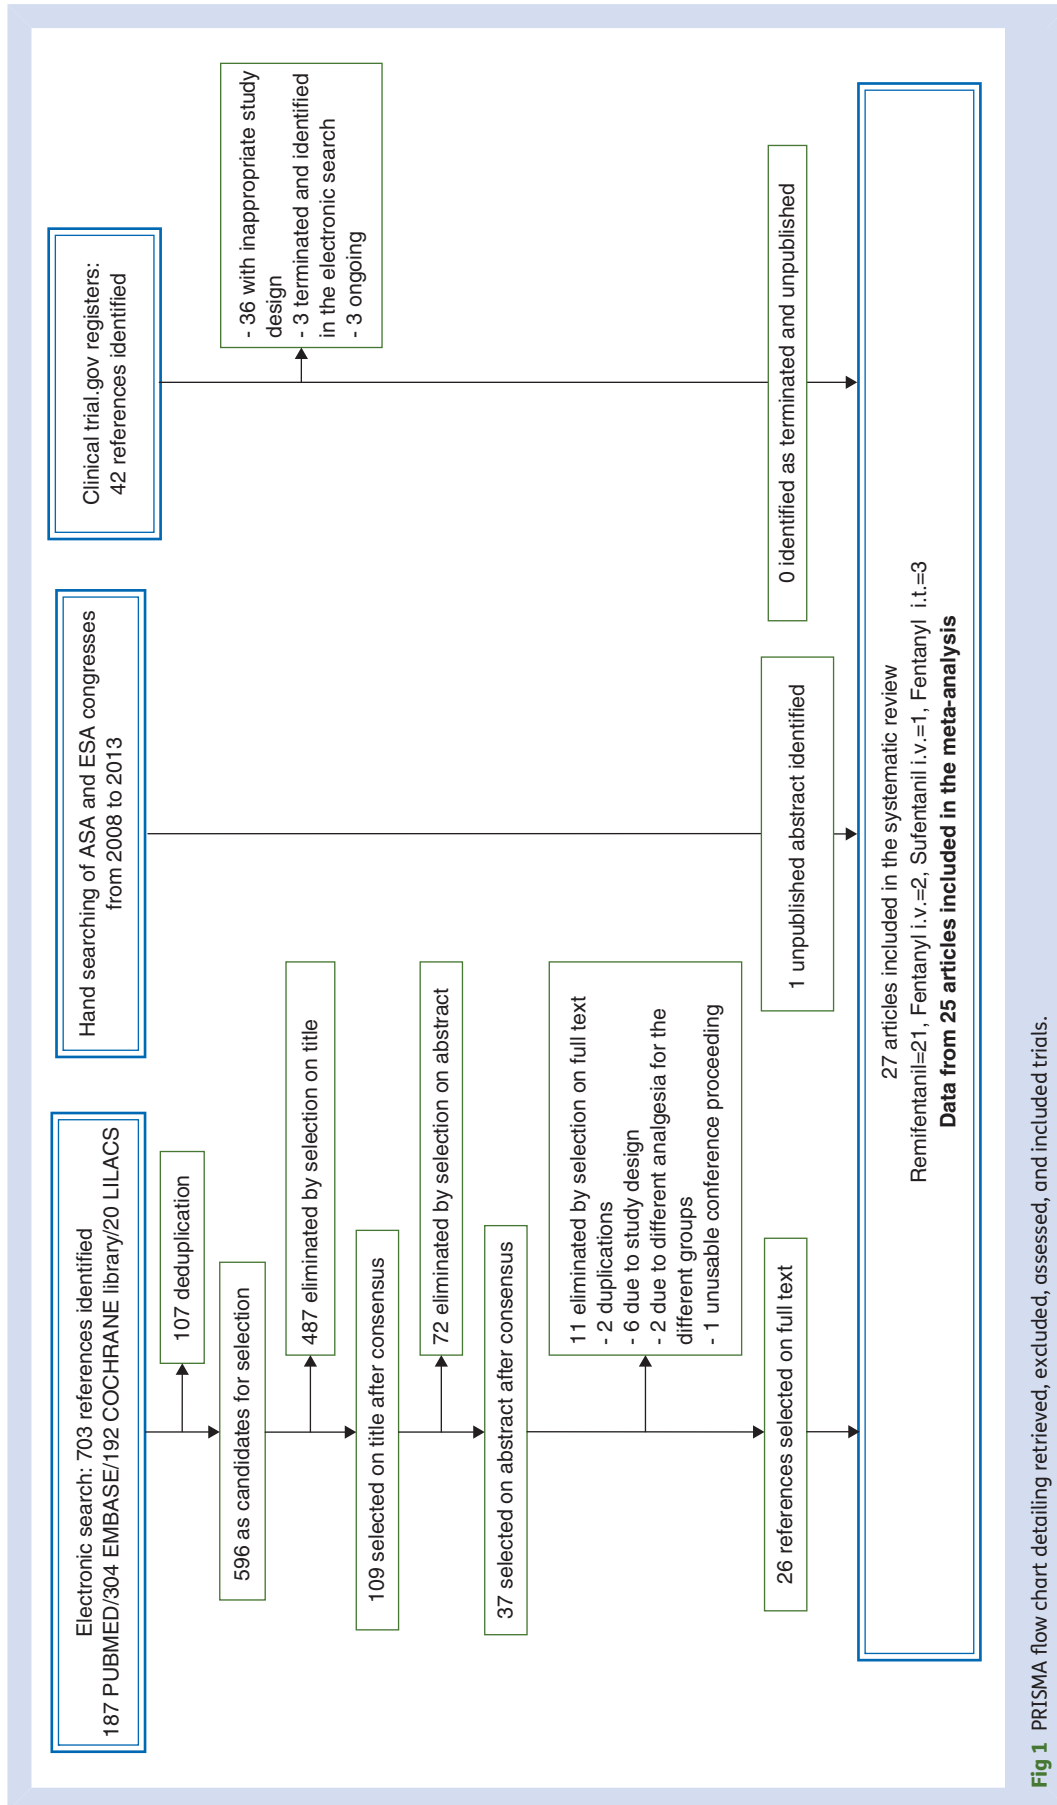 Electronic search: 703 references identified
187 PUBMED/304 EMBASE/192 COCHRANE library/20 LILACS
107 deduplication
596 as candidates for selection
487 eliminated by selection on title
109 selected on title after consensus
72 eliminated by selection on abstract
37 selected on abstract after consensus
11 eliminated by selection on full text
- 2 duplications
- 6 due to study design
- 2 due to different analgesia for the
different groups
- 1 unusable conference proceeding
26 references selected on full text
Hand searching of ASA and ESA congresses
from 2008 to 2013
1 unpublished abstract identified
Clinical trial.gov registers:
42 references identified
- 36 with inappropriate study
design
- 3 terminated and identified
in the electronic search
- 3 ongoing
0 identified as terminated and unpublished
27 articles included in the systematic review
Remifentanil=21, Fentanyl i.v.=2, Sufentanil i.v.=1, Fentanyl i.t.=3
Data from 25 articles included in the meta-analysis
Fig 1 PRISMA flow chart detailing retrieved, excluded, assessed, and included trials.